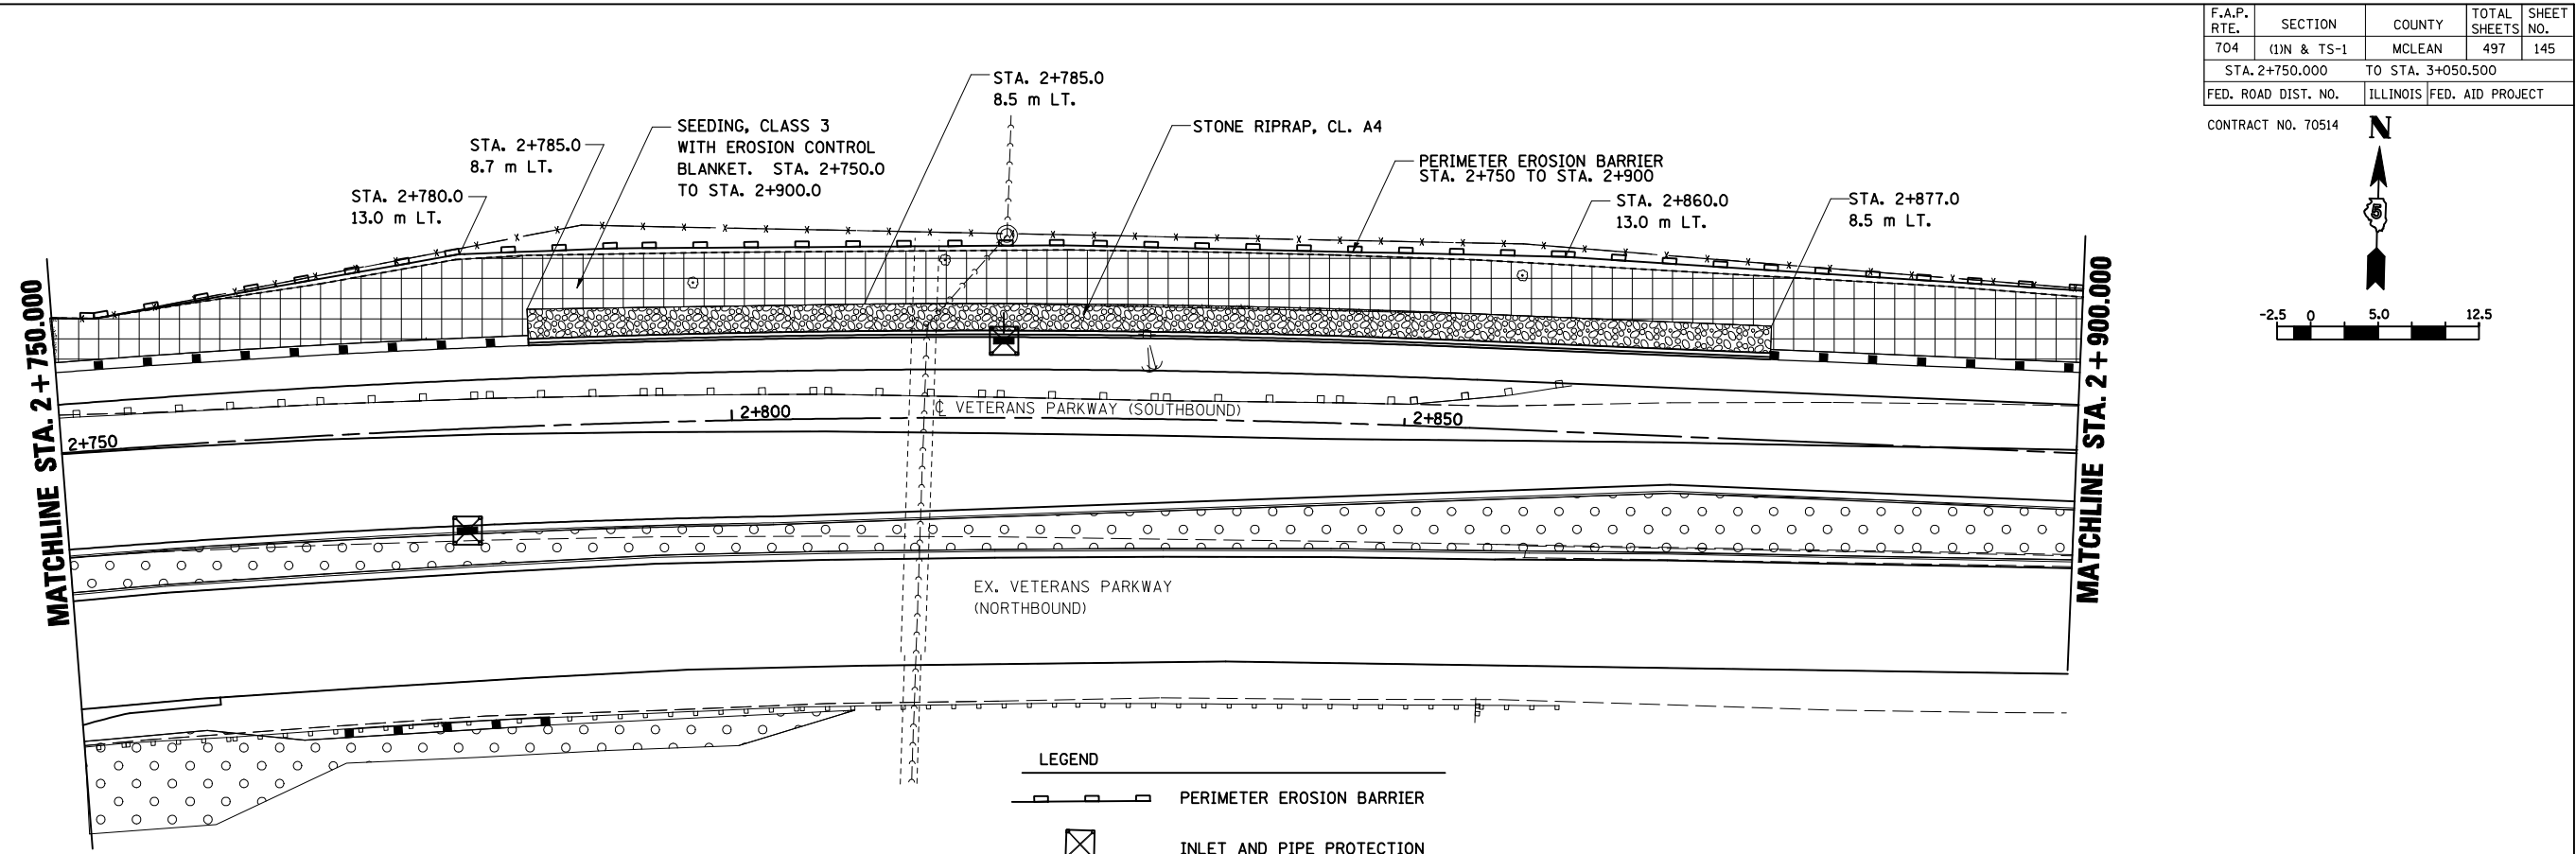 F.A.P. RTE. SECTION COUNTY TOTAL SHEETS SHEET NO.
704 (1)N & TS-1 MCLEAN 497 145
STA. 2+750.000 TO STA. 3+050.500
FED. ROAD DIST. NO. ILLINOIS FED. AID PROJECT
CONTRACT NO. 70514
N
5
-2.5 0 5.0 12.5
STA. 2+785.0
8.5 m LT.
SEEDING, CLASS 3
WITH EROSION CONTROL
BLANKET. STA. 2+750.0
TO STA. 2+900.0
STONE RIPRAP, CL. A4
STA. 2+785.0
8.7 m LT.
PERIMETER EROSION BARRIER
STA. 2+750 TO STA. 2+900
STA. 2+780.0
13.0 m LT.
STA. 2+860.0
13.0 m LT.
STA. 2+877.0
8.5 m LT.
MATCHLINE STA. 2+750.000
MATCHLINE STA. 2+900.000
2+750
2+800
℄ VETERANS PARKWAY (SOUTHBOUND)
2+850
EX. VETERANS PARKWAY
(NORTHBOUND)
LEGEND
PERIMETER EROSION BARRIER
INLET AND PIPE PROTECTION